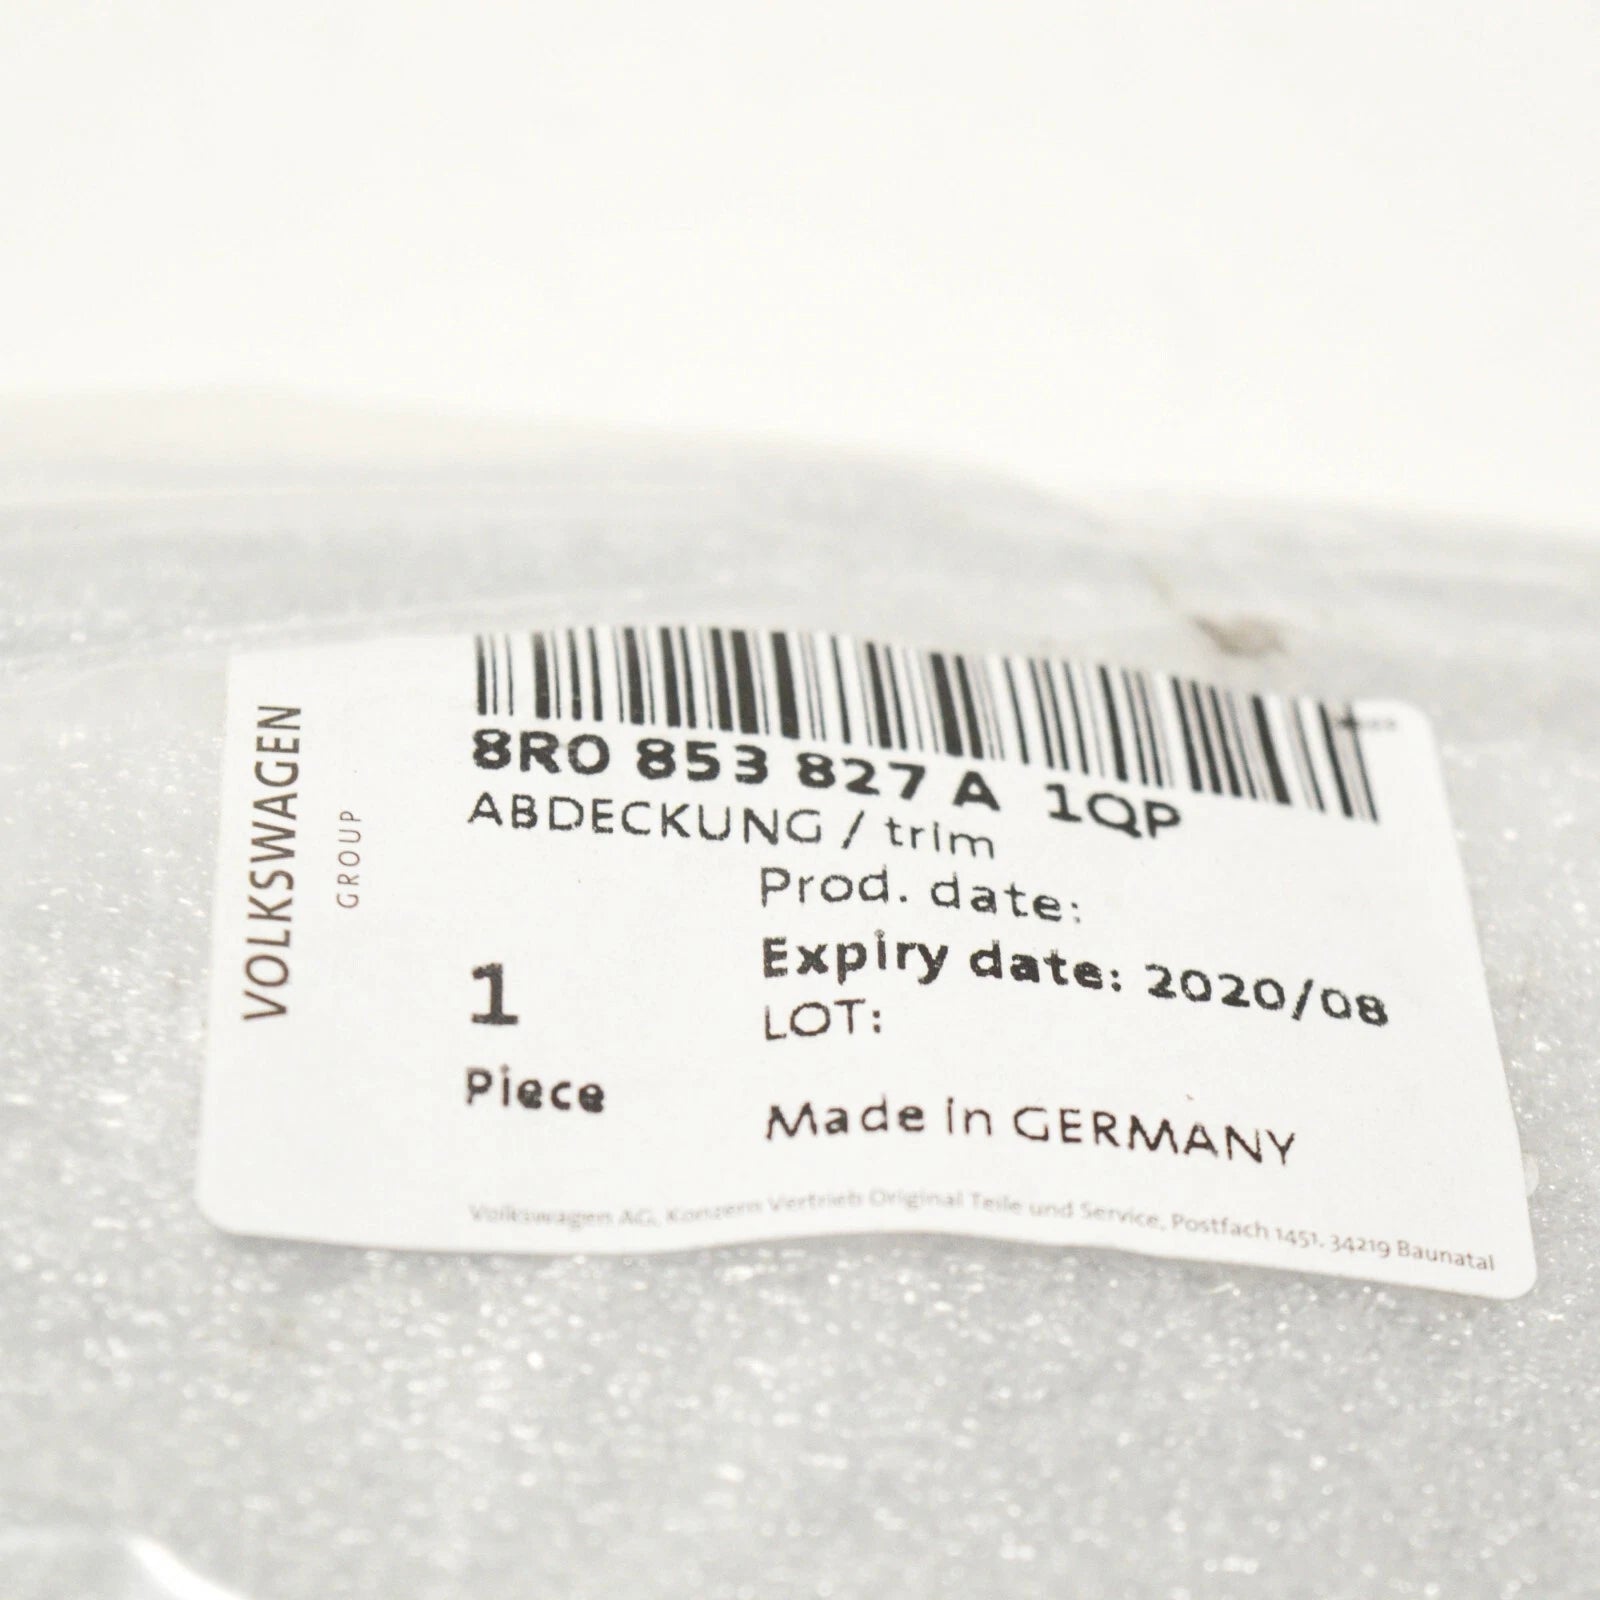 VOLKSWAGEN
GROUP
8R0 853 827 A 1QP
ABDECKUNG / trim
Prod. date:
Expiry date: 2020/08
LOT:
1
Piece
Made in GERMANY
Volkswagen AG, Konzern Vertrieb Original Teile und Service, Postfach 1451, 34219 Baunatal